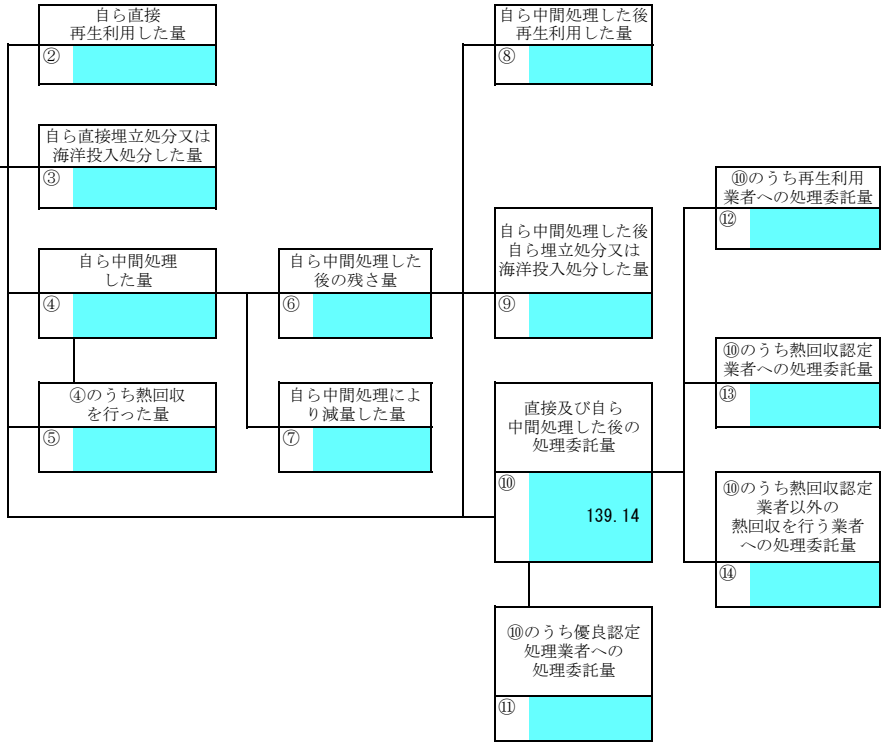 自ら直接
再生利用した量
②
自ら中間処理した後
再生利用した量
⑧
自ら直接埋立処分又は
海洋投入処分した量
③
⑩のうち再生利用
業者への処理委託量
⑫
自ら中間処理
した量
④
自ら中間処理した
後の残さ量
⑥
自ら中間処理した後
自ら埋立処分又は
海洋投入処分した量
⑨
⑩のうち熱回収認定
業者への処理委託量
⑬
④のうち熱回収
を行った量
⑤
自ら中間処理によ
り減量した量
⑦
直接及び自ら
中間処理した後の
処理委託量
⑩
139.14
⑩のうち熱回収認定
業者以外の
熱回収を行う業者
への処理委託量
⑭
⑩のうち優良認定
処理業者への
処理委託量
⑪